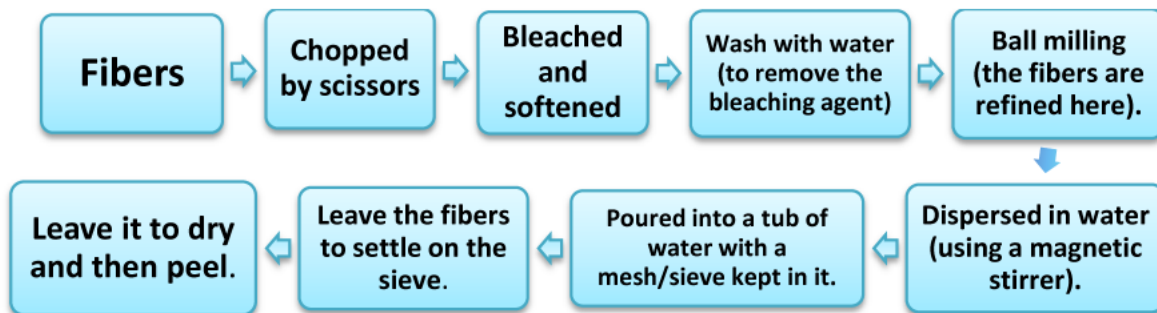 Fibers
Chopped
by scissors
Bleached
and
softened
Wash with water
(to remove the
bleaching agent)
Ball milling
(the fibers are
refined here).
Dispersed in water
(using a magnetic
stirrer).
Poured into a tub of
water with a
mesh/sieve kept in it.
Leave the fibers
to settle on the
sieve.
Leave it to dry
and then peel.